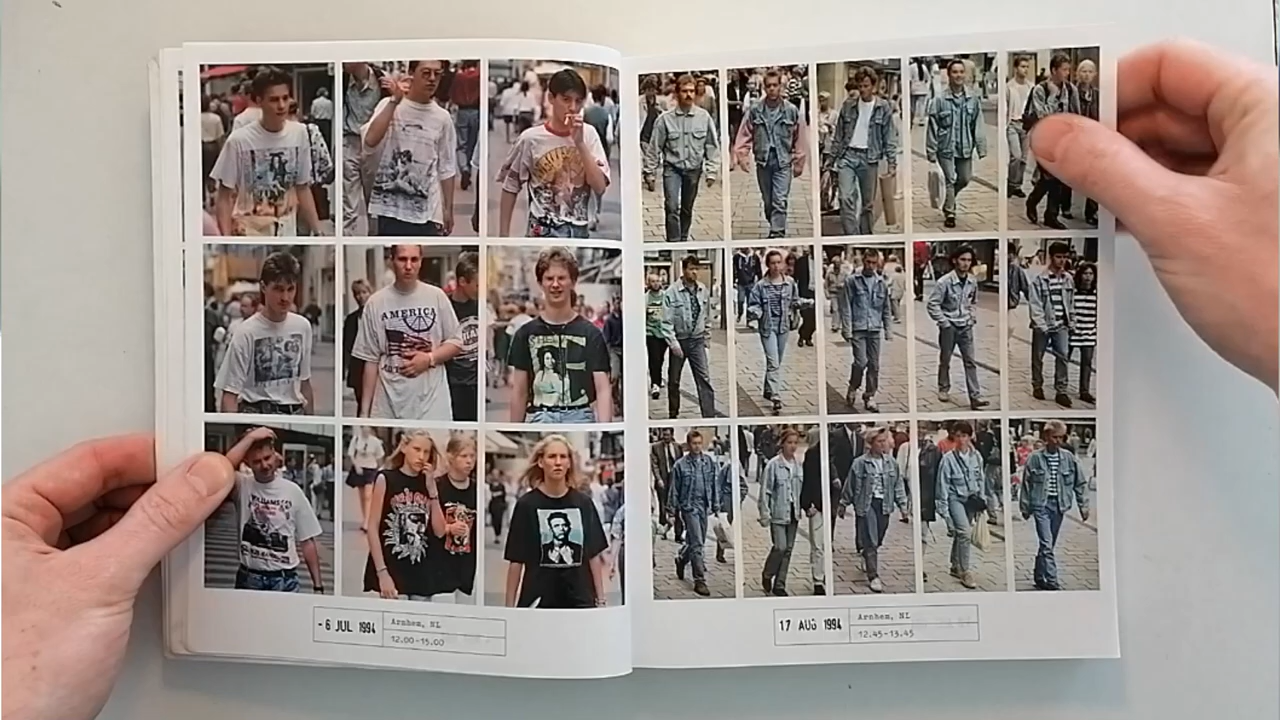 AMERICA
- 6 JUL 1994
Arnhem, NL
12.00-15.00
17 AUG 1994
Arnhem, NL
12.45-13.45